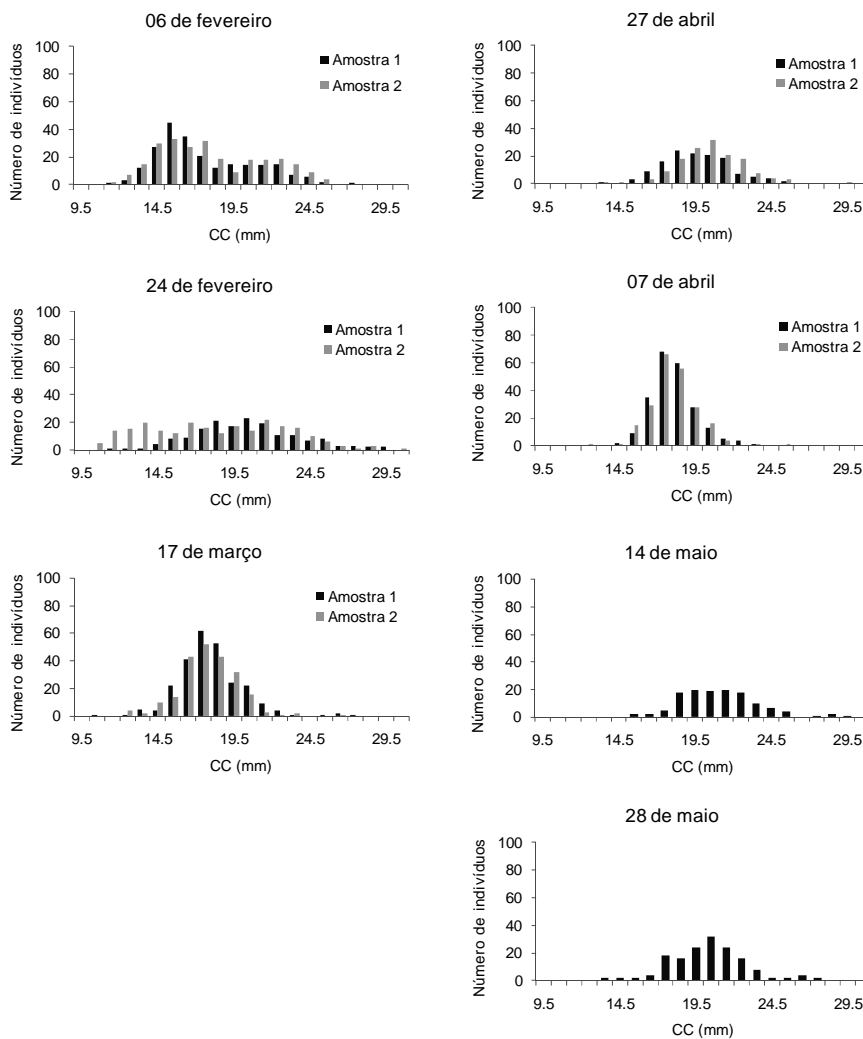 06 de fevereiro
Número de indivíduos
100
80
60
40
20
0
Amostra 1
Amostra 2
9.5 14.5 19.5 24.5 29.5
CC (mm)
24 de fevereiro
Número de indivíduos
100
80
60
40
20
0
Amostra 1
Amostra 2
9.5 14.5 19.5 24.5 29.5
CC (mm)
17 de março
Número de indivíduos
100
80
60
40
20
0
Amostra 1
Amostra 2
9.5 14.5 19.5 24.5 29.5
CC (mm)
27 de abril
Número de indivíduos
100
80
60
40
20
0
Amostra 1
Amostra 2
9.5 14.5 19.5 24.5 29.5
CC (mm)
07 de abril
Número de indivíduos
100
80
60
40
20
0
Amostra 1
Amostra 2
9.5 14.5 19.5 24.5 29.5
CC (mm)
14 de maio
Número de indivíduos
100
80
60
40
20
0
9.5 14.5 19.5 24.5 29.5
CC (mm)
28 de maio
Número de indivíduos
100
80
60
40
20
0
9.5 14.5 19.5 24.5 29.5
CC (mm)